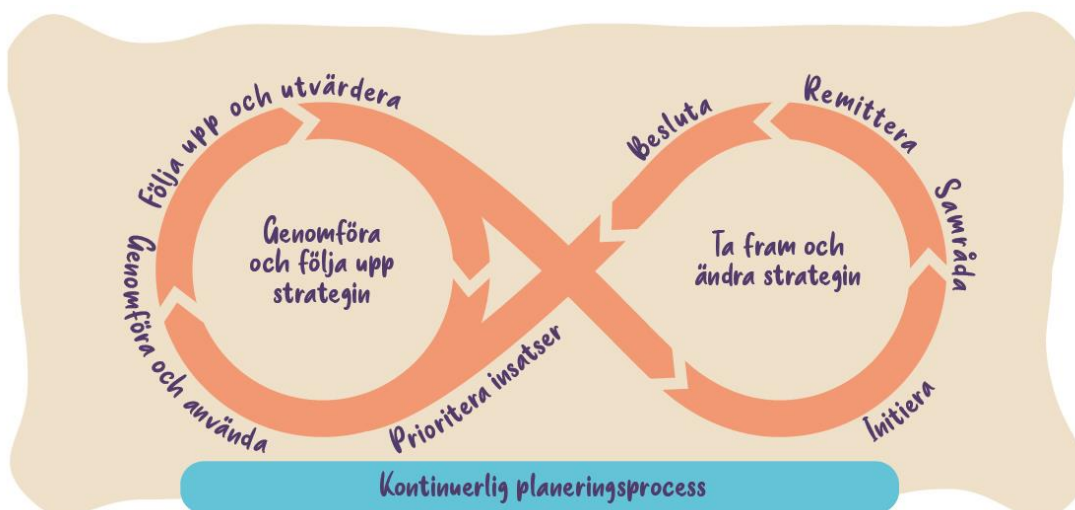 Följa upp och utvärdera
Genomföra och använda
Prioritera insatser
Genomföra
och följa upp
strategin
Besluta
Remittera
Samråda
Initiera
Ta fram och
ändra strategin
Kontinuerlig planeringsprocess